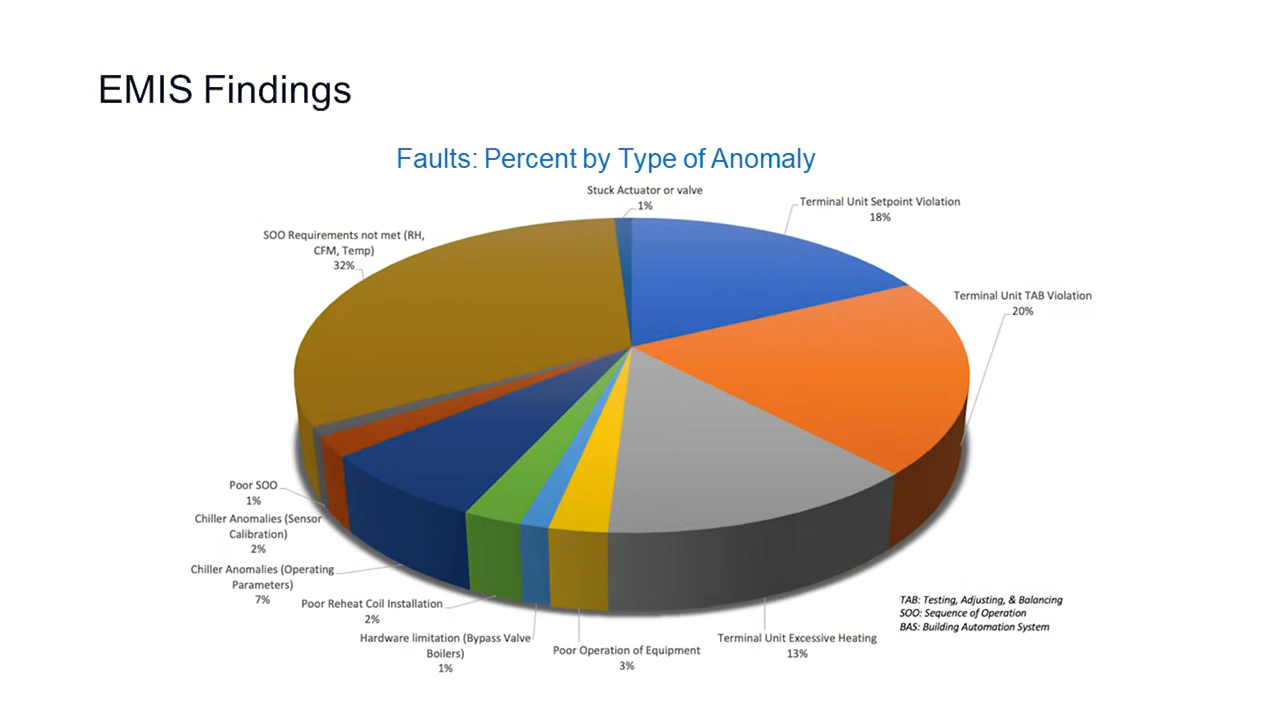 EMIS Findings
Faults: Percent by Type of Anomaly
Stuck Actuator or valve
1%
Terminal Unit Setpoint Violation
18%
SOO Requirements not met (RH,
CFM, Temp)
32%
Terminal Unit TAB Violation
20%
Poor SOO
1%
Chiller Anomalies (Sensor
Calibration)
2%
Chiller Anomalies (Operating
Parameters)
7%
Poor Reheat Coil Installation
2%
Hardware limitation (Bypass Valve
Boilers)
1%
Poor Operation of Equipment
3%
Terminal Unit Excessive Heating
13%
TAB: Testing, Adjusting, & Balancing
SOO: Sequence of Operation
BAS: Building Automation System